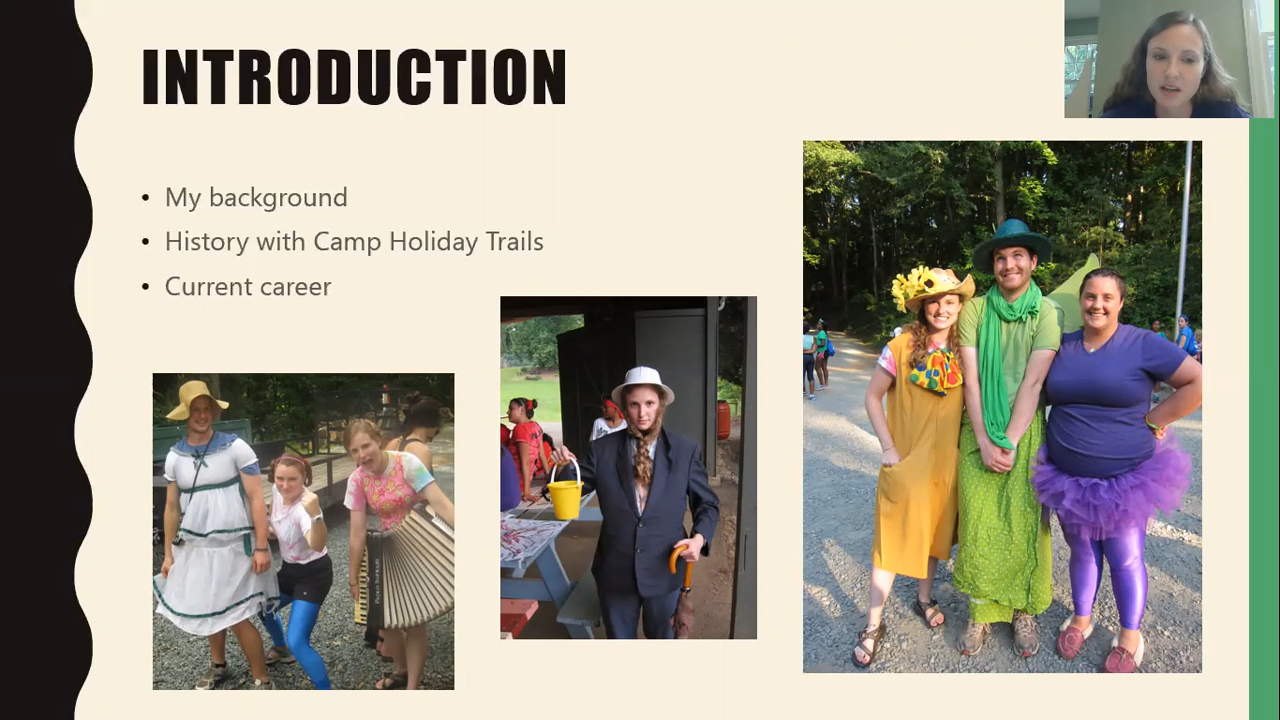 INTRODUCTION
• My background
• History with Camp Holiday Trails
• Current career